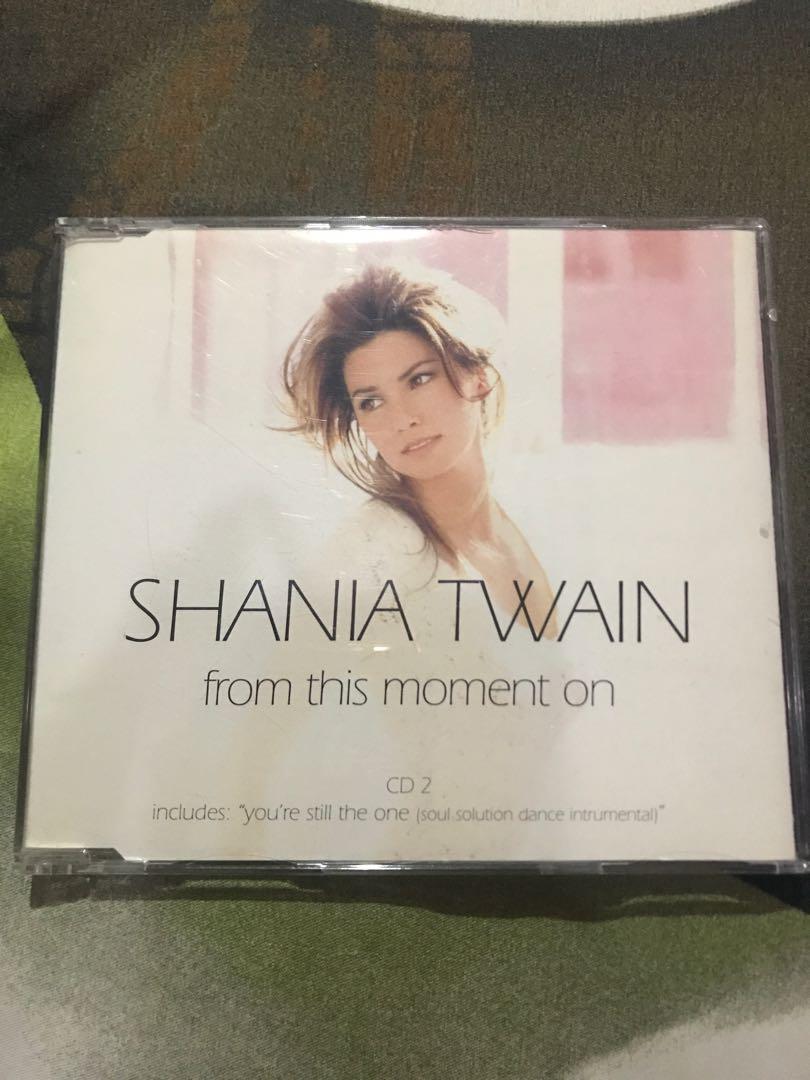 SHANIA TWAIN
from this moment on
CD 2
includes: "you're still the one (soul solution dance intrumental)"